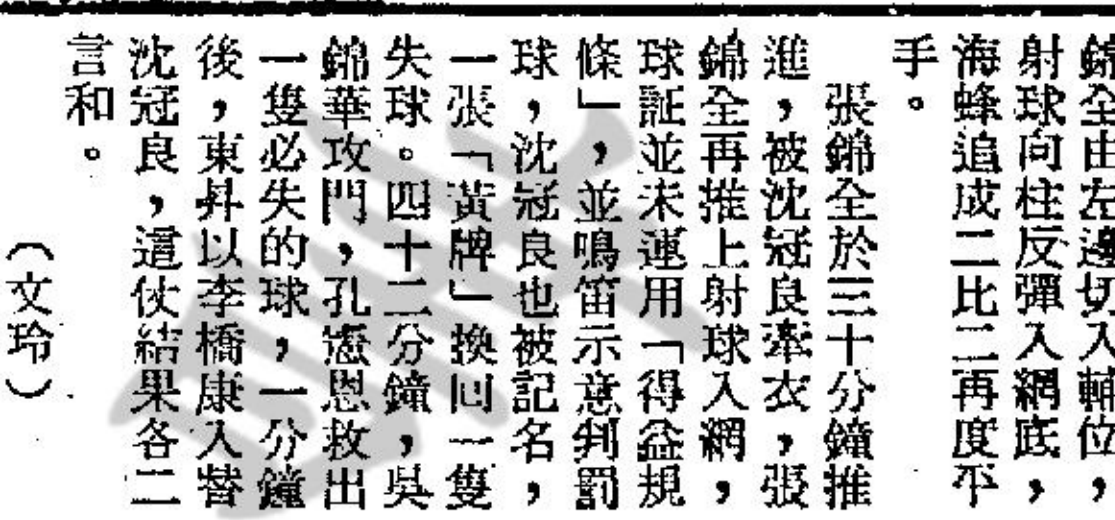 錦全由左邊切入輔位，
射球向柱反彈入網底，
海蜂追成二比二再度平
手。
張錦全於三十分鐘推
進，被沈冠良牽衣，張
錦全再推上射球入網，
球証並未運用「得益規
條」，並鳴笛示意判罰
球，沈冠良也被記名，
一張「黃牌」換回一隻
失球。四十二分鐘，吳
錦華攻門，孔憲恩救出
一隻必失的球，一分鐘
後，東昇以李橋康入替
沈冠良，這仗結果各二
言和。
（文玲）